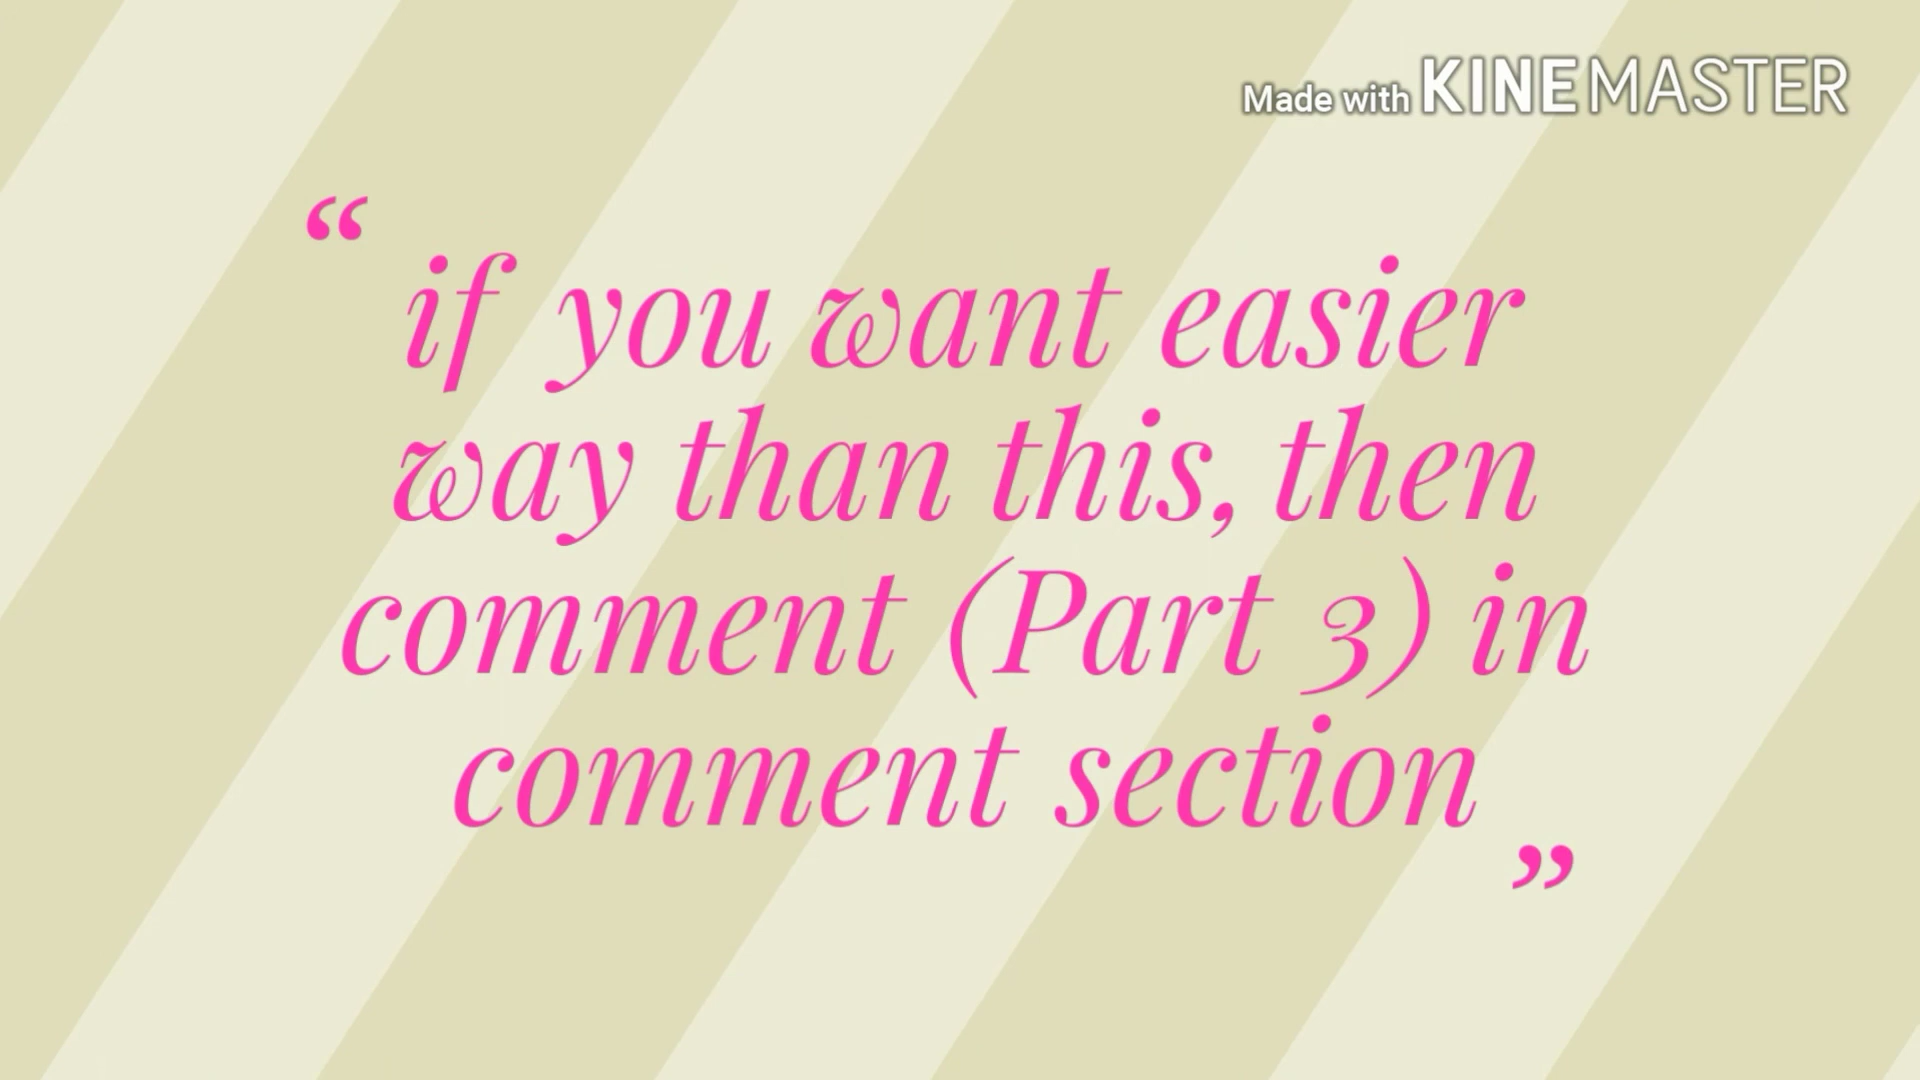 Made with KINEMASTER
“ if you want easier
way than this, then
comment (Part 3) in
comment section ”